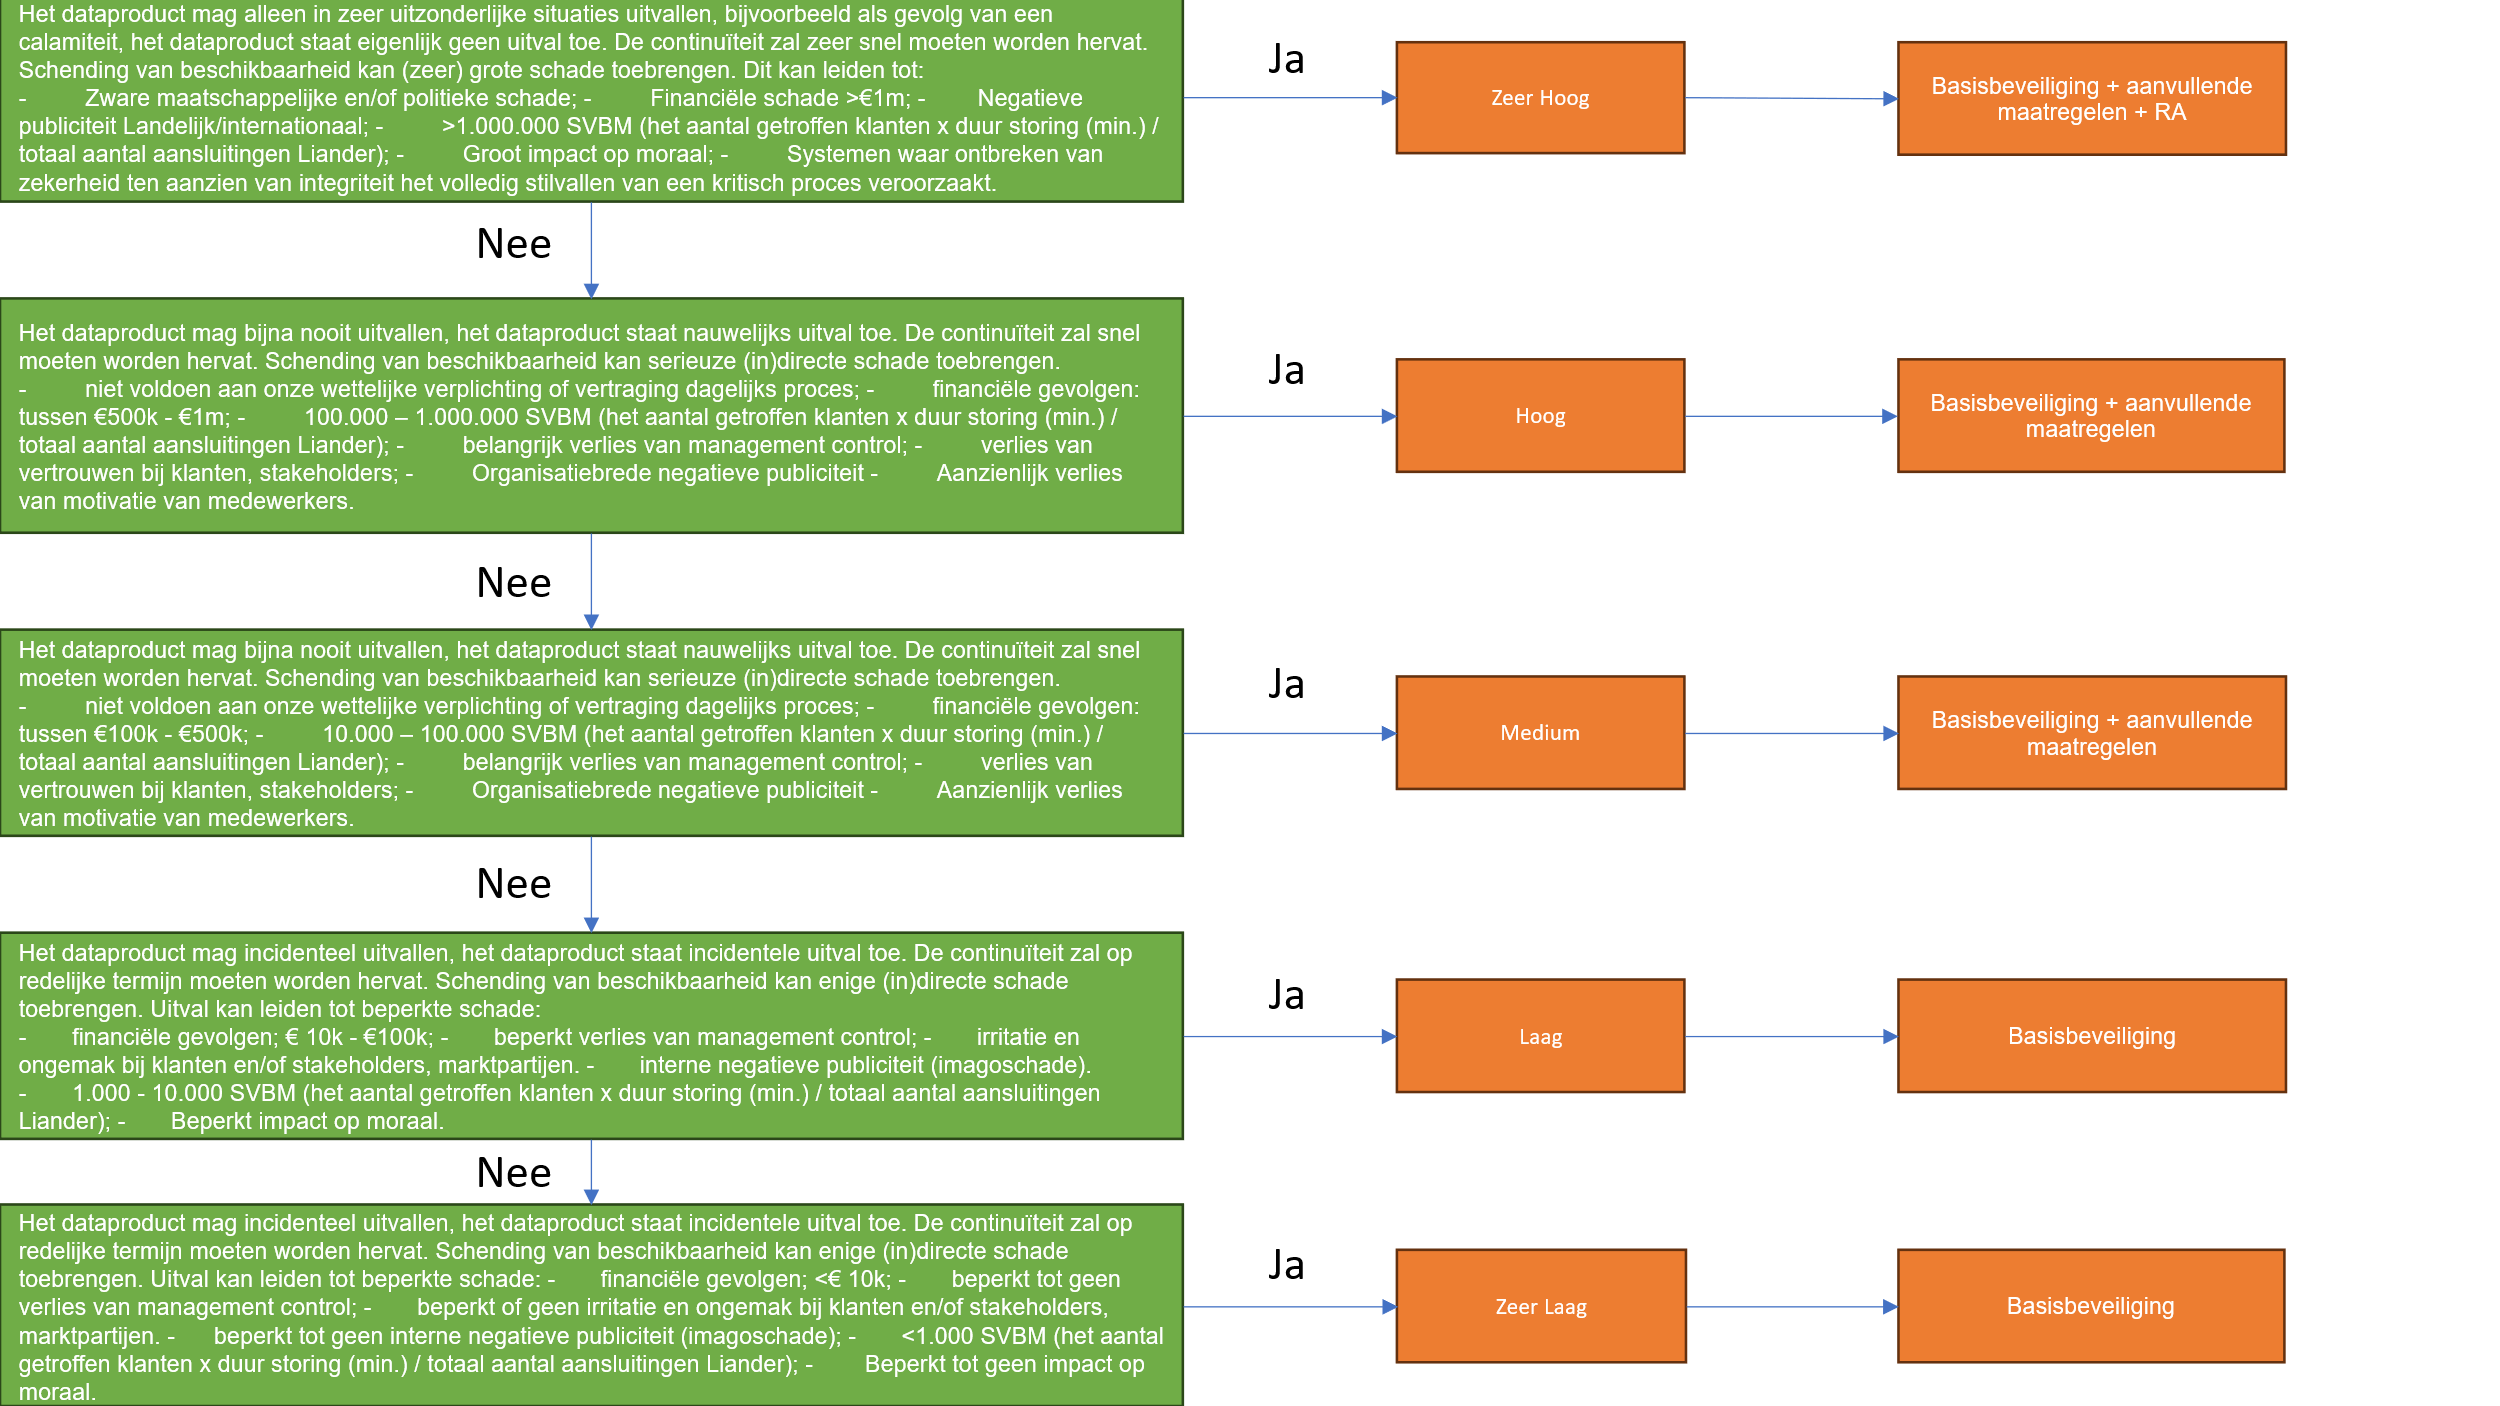 Het dataproduct mag alleen in zeer uitzonderlijke situaties uitvallen, bijvoorbeeld als gevolg van een
calamiteit, het dataproduct staat eigenlijk geen uitval toe. De continuïteit zal zeer snel moeten worden hervat.
Schending van beschikbaarheid kan (zeer) grote schade toebrengen. Dit kan leiden tot:
- Zware maatschappelijke en/of politieke schade; - Financiële schade >€1m; - Negatieve
publiciteit Landelijk/internationaal; - >1.000.000 SVBM (het aantal getroffen klanten x duur storing (min.) /
totaal aantal aansluitingen Liander); - Groot impact op moraal; - Systemen waar ontbreken van
zekerheid ten aanzien van integriteit het volledig stilvallen van een kritisch proces veroorzaakt.
Ja
Zeer Hoog
Basisbeveiliging + aanvullende
maatregelen + RA
Nee
Het dataproduct mag bijna nooit uitvallen, het dataproduct staat nauwelijks uitval toe. De continuïteit zal snel
moeten worden hervat. Schending van beschikbaarheid kan serieuze (in)directe schade toebrengen.
- niet voldoen aan onze wettelijke verplichting of vertraging dagelijks proces; - financiële gevolgen:
tussen €500k - €1m; - 100.000 – 1.000.000 SVBM (het aantal getroffen klanten x duur storing (min.) /
totaal aantal aansluitingen Liander); - belangrijk verlies van management control; - verlies van
vertrouwen bij klanten, stakeholders; - Organisatiebrede negatieve publiciteit - Aanzienlijk verlies
van motivatie van medewerkers.
Ja
Hoog
Basisbeveiliging + aanvullende
maatregelen
Nee
Het dataproduct mag bijna nooit uitvallen, het dataproduct staat nauwelijks uitval toe. De continuïteit zal snel
moeten worden hervat. Schending van beschikbaarheid kan serieuze (in)directe schade toebrengen.
- niet voldoen aan onze wettelijke verplichting of vertraging dagelijks proces; - financiële gevolgen:
tussen €100k - €500k; - 10.000 – 100.000 SVBM (het aantal getroffen klanten x duur storing (min.) /
totaal aantal aansluitingen Liander); - belangrijk verlies van management control; - verlies van
vertrouwen bij klanten, stakeholders; - Organisatiebrede negatieve publiciteit - Aanzienlijk verlies
van motivatie van medewerkers.
Ja
Medium
Basisbeveiliging + aanvullende
maatregelen
Nee
Het dataproduct mag incidenteel uitvallen, het dataproduct staat incidentele uitval toe. De continuïteit zal op
redelijke termijn moeten worden hervat. Schending van beschikbaarheid kan enige (in)directe schade
toebrengen. Uitval kan leiden tot beperkte schade:
- financiële gevolgen; € 10k - €100k; - beperkt verlies van management control; - irritatie en
ongemak bij klanten en/of stakeholders, marktpartijen. - interne negatieve publiciteit (imagoschade).
- 1.000 - 10.000 SVBM (het aantal getroffen klanten x duur storing (min.) / totaal aantal aansluitingen
Liander); - Beperkt impact op moraal.
Ja
Laag
Basisbeveiliging
Nee
Het dataproduct mag incidenteel uitvallen, het dataproduct staat incidentele uitval toe. De continuïteit zal op
redelijke termijn moeten worden hervat. Schending van beschikbaarheid kan enige (in)directe schade
toebrengen. Uitval kan leiden tot beperkte schade: - financiële gevolgen; <€ 10k; - beperkt tot geen
verlies van management control; - beperkt of geen irritatie en ongemak bij klanten en/of stakeholders,
marktpartijen. - beperkt tot geen interne negatieve publiciteit (imagoschade); - <1.000 SVBM (het aantal
getroffen klanten x duur storing (min.) / totaal aantal aansluitingen Liander); - Beperkt tot geen impact op
moraal.
Ja
Zeer Laag
Basisbeveiliging